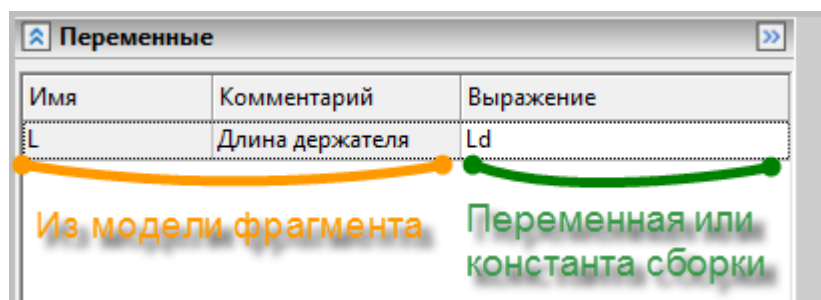 Переменные
Имя Комментарий Выражение
L Длина держателя Ld
Из модели фрагмента
Переменная или
константа сборки